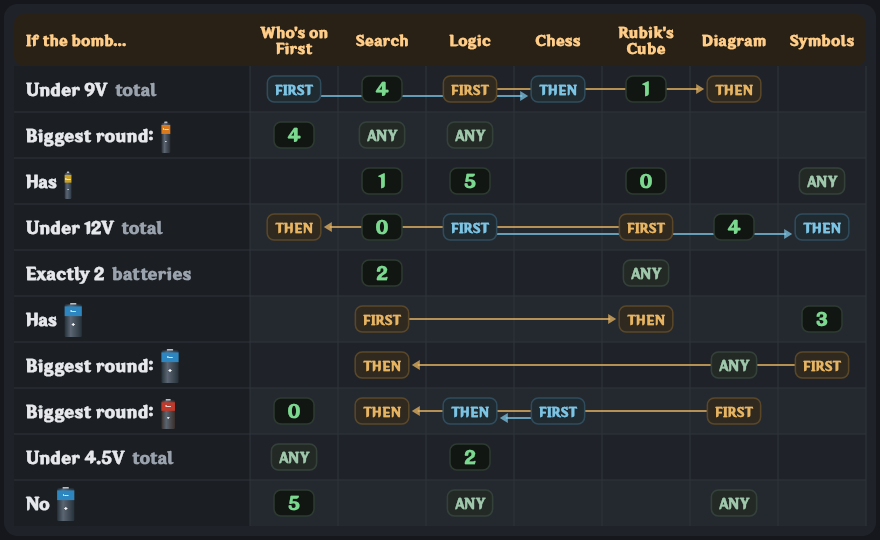 If the bomb... Who's on First Search Logic Chess Rubik's Cube Diagram Symbols
Under 9V total FIRST 4 FIRST THEN 1 THEN
Biggest round: 4 ANY ANY
Has 1 5 0 ANY
Under 12V total THEN 0 FIRST FIRST 4 THEN
Exactly 2 batteries 2 ANY
Has FIRST THEN 3
Biggest round: THEN ANY FIRST
Biggest round: 0 THEN THEN FIRST FIRST
Under 4.5V total ANY 2
No 5 ANY ANY